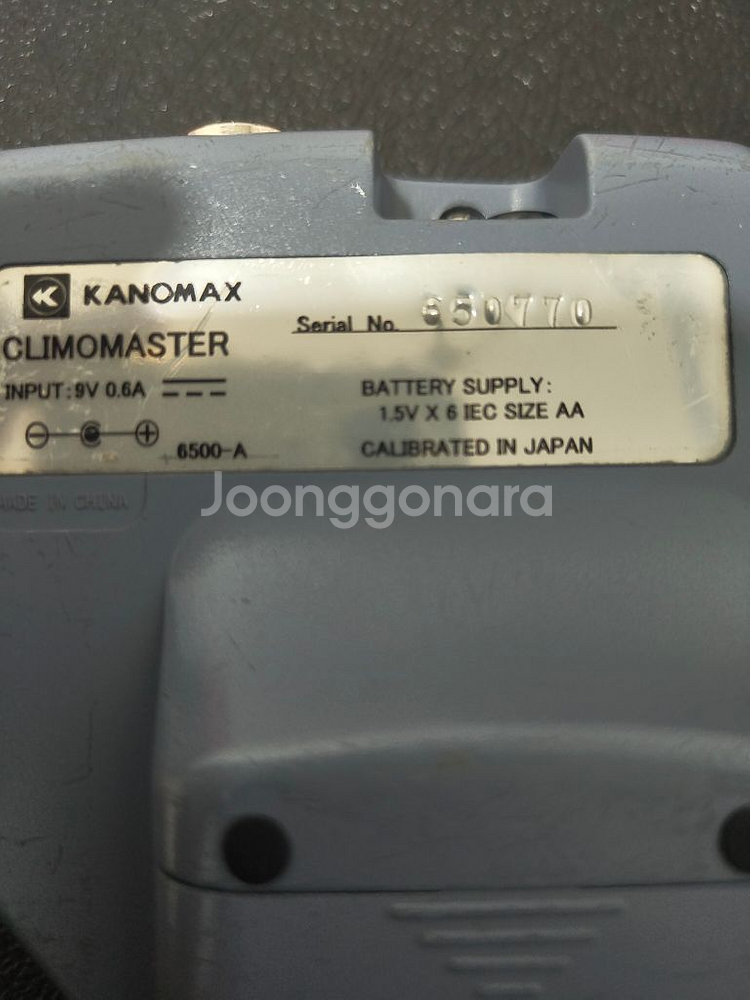 KANOMAX
Serial No. 650770
CLIMOMASTER
INPUT:9V 0.6A
BATTERY SUPPLY:
1.5V X 6 IEC SIZE AA
6500-A
CALIBRATED IN JAPAN
MADE IN CHINA
Joonggonara